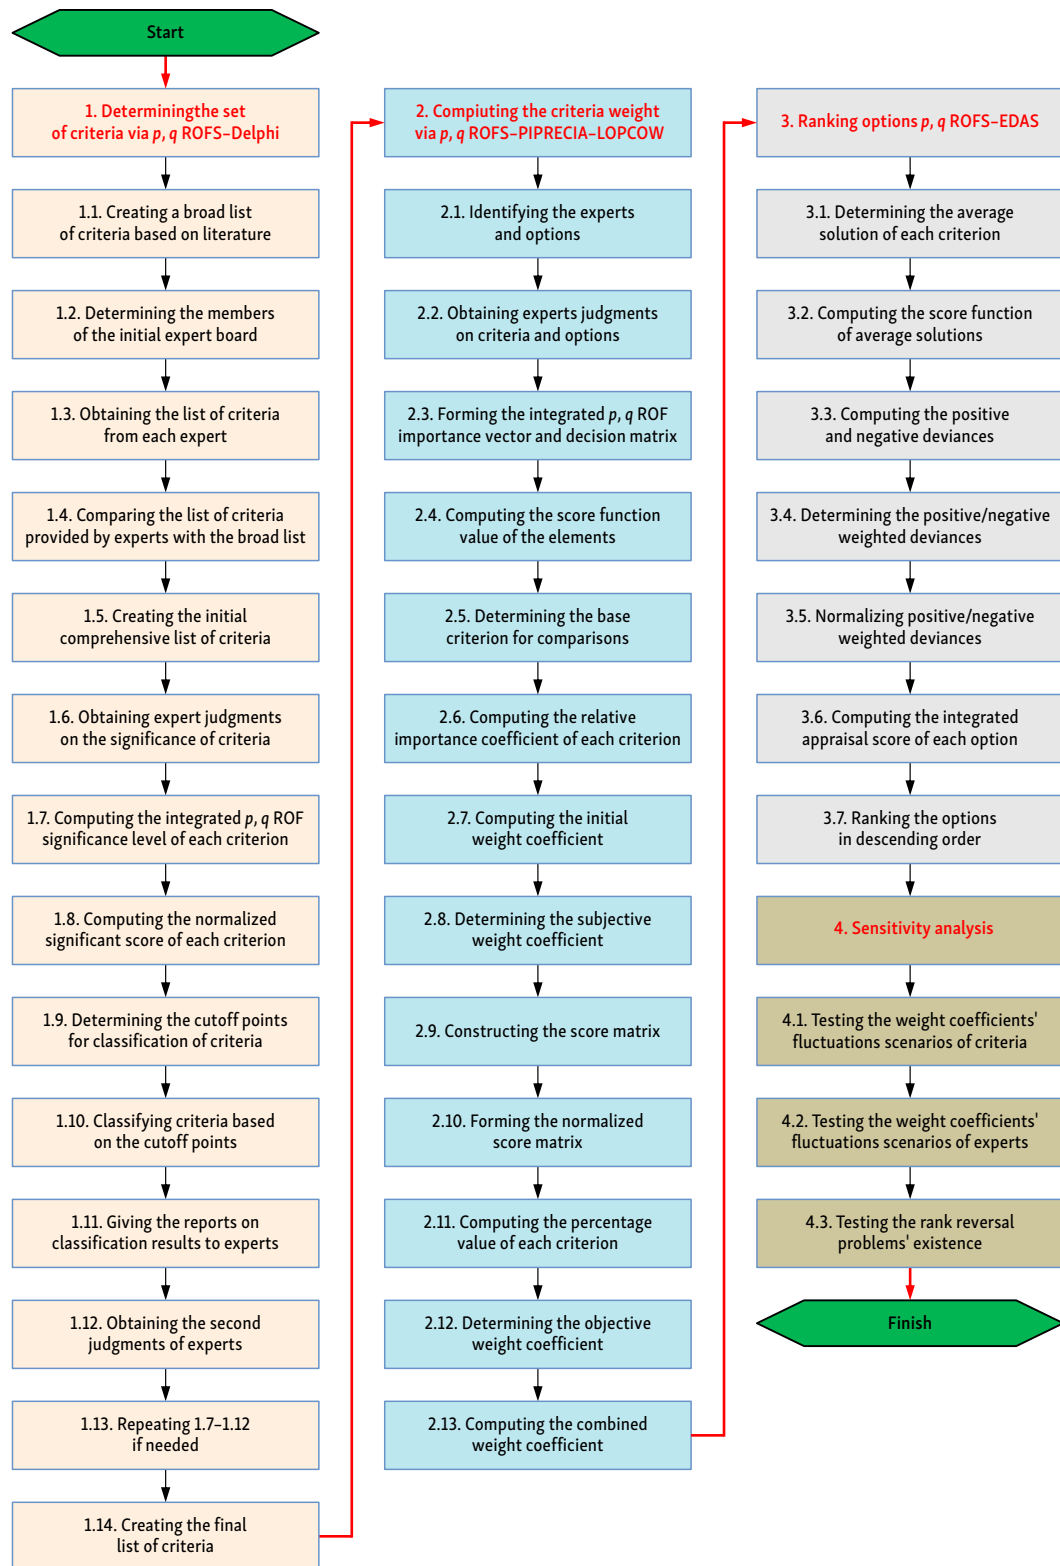 Start
1. Determiningthe set
of criteria via p, q ROFS–Delphi
1.1. Creating a broad list
of criteria based on literature
1.2. Determining the members
of the initial expert board
1.3. Obtaining the list of criteria
from each expert
1.4. Comparing the list of criteria
provided by experts with the broad list
1.5. Creating the initial
comprehensive list of criteria
1.6. Obtaining expert judgments
on the significance of criteria
1.7. Computing the integrated p, q ROF
significance level of each criterion
1.8. Computing the normalized
significant score of each criterion
1.9. Determining the cutoff points
for classification of criteria
1.10. Classifying criteria based
on the cutoff points
1.11. Giving the reports on
classification results to experts
1.12. Obtaining the second
judgments of experts
1.13. Repeating 1.7–1.12
if needed
1.14. Creating the final
list of criteria
2. Compiuting the criteria weight
via p, q ROFS–PIPRECIA–LOPCOW
2.1. Identifying the experts
and options
2.2. Obtaining experts judgments
on criteria and options
2.3. Forming the integrated p, q ROF
importance vector and decision matrix
2.4. Computing the score function
value of the elements
2.5. Determining the base
criterion for comparisons
2.6. Computing the relative
importance coefficient of each criterion
2.7. Computing the initial
weight coefficient
2.8. Determining the subjective
weight coefficient
2.9. Constructing the score matrix
2.10. Forming the normalized
score matrix
2.11. Computing the percentage
value of each criterion
2.12. Determining the objective
weight coefficient
2.13. Computing the combined
weight coefficient
3. Ranking options p, q ROFS–EDAS
3.1. Determining the average
solution of each criterion
3.2. Computing the score function
of average solutions
3.3. Computing the positive
and negative deviances
3.4. Determining the positive/negative
weighted deviances
3.5. Normalizing positive/negative
weighted deviances
3.6. Computing the integrated
appraisal score of each option
3.7. Ranking the options
in descending order
4. Sensitivity analysis
4.1. Testing the weight coefficients'
fluctuations scenarios of criteria
4.2. Testing the weight coefficients'
fluctuations scenarios of experts
4.3. Testing the rank reversal
problems' existence
Finish